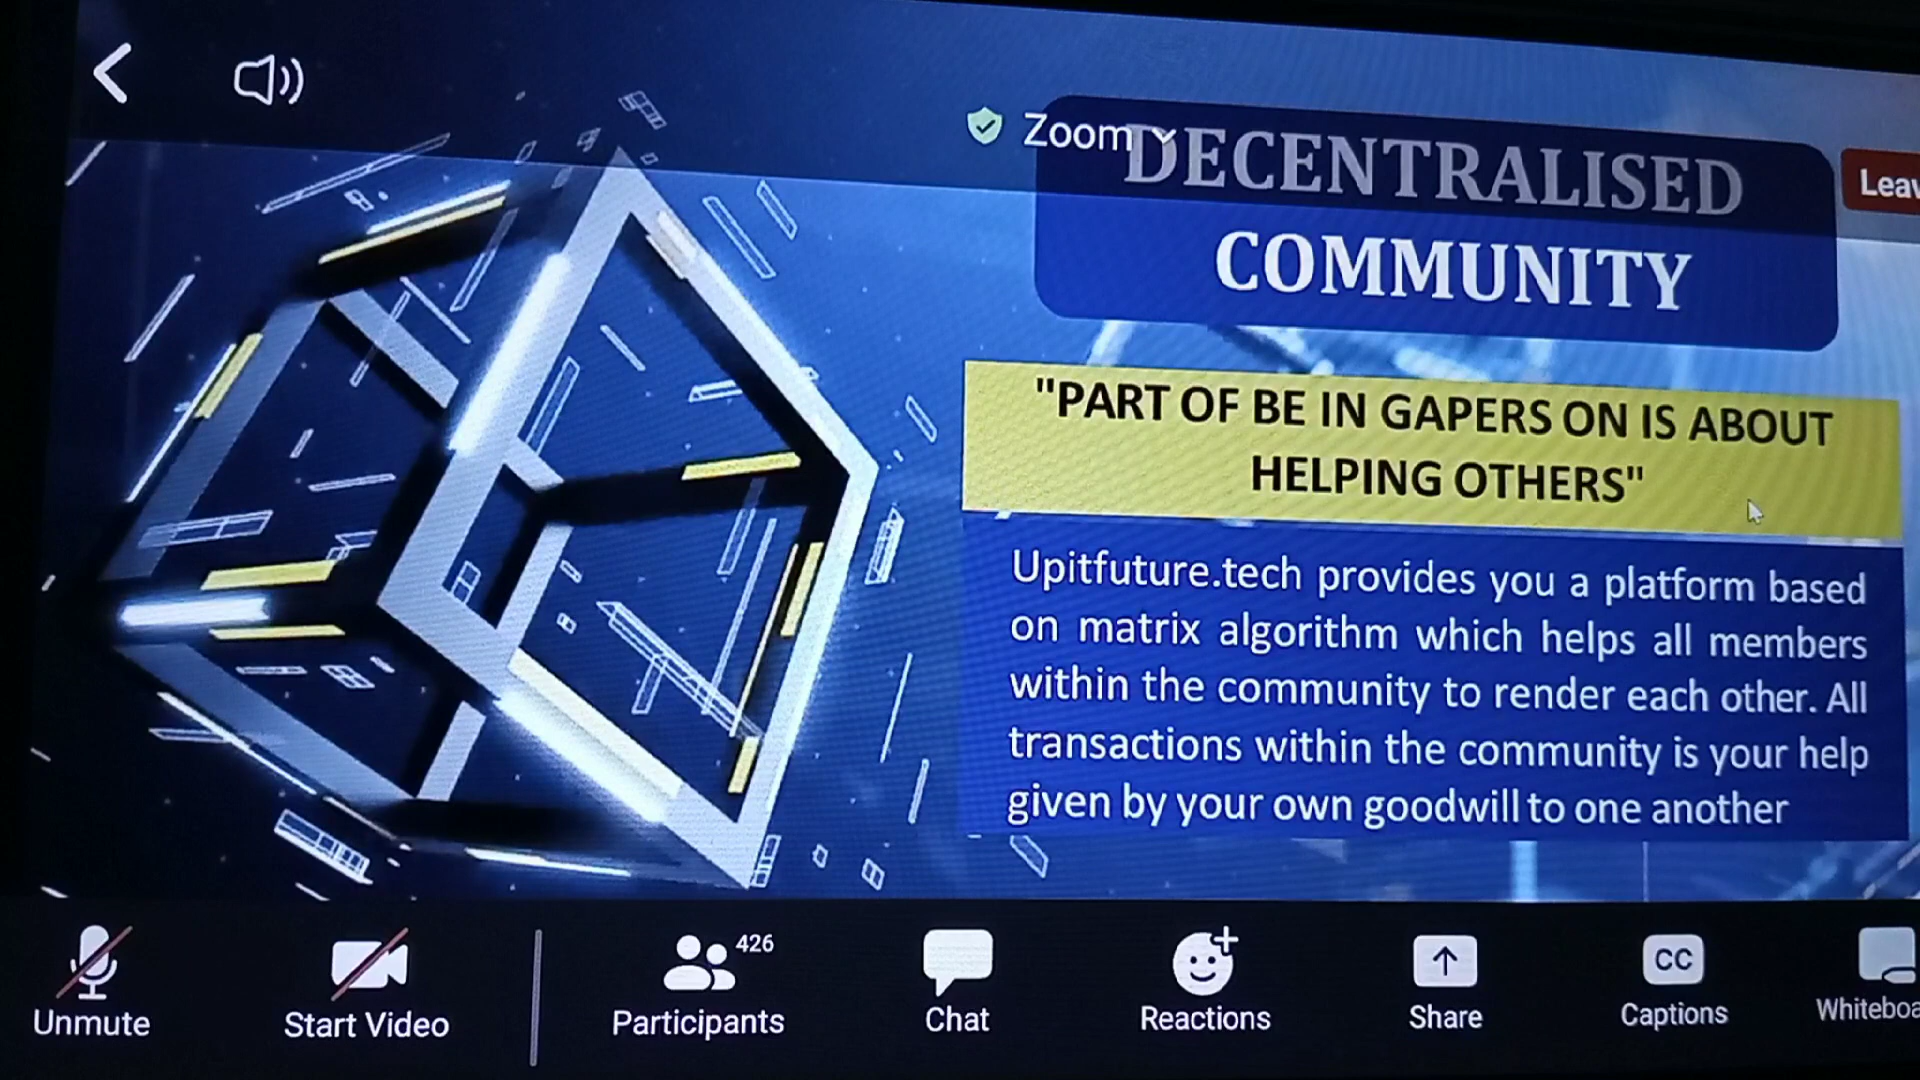 Zoom
Leav
DECENTRALISED
COMMUNITY
"PART OF BE IN GAPERS ON IS ABOUT
HELPING OTHERS"
Upitfuture.tech provides you a platform based
on matrix algorithm which helps all members
within the community to render each other. All
transactions within the community is your help
given by your own goodwill to one another
426
Unmute
Start Video
Participants
Chat
Reactions
Share
CC
Captions
Whiteboa